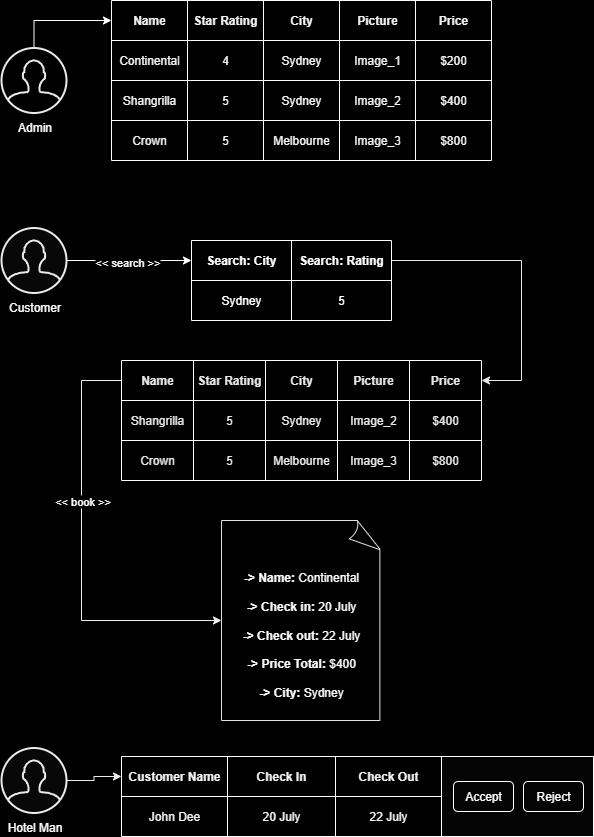 Name Star Rating City Picture Price
Continental 4 Sydney Image_1 $200
Shangrilla 5 Sydney Image_2 $400
Crown 5 Melbourne Image_3 $800
Admin
<< search >>
Search: City Search: Rating
Sydney 5
Customer
Name Star Rating City Picture Price
Shangrilla 5 Sydney Image_2 $400
Crown 5 Melbourne Image_3 $800
<< book >>
-> Name: Continental
-> Check in: 20 July
-> Check out: 22 July
-> Price Total: $400
-> City: Sydney
Customer Name Check In Check Out
John Dee 20 July 22 July
Accept Reject
Hotel Man